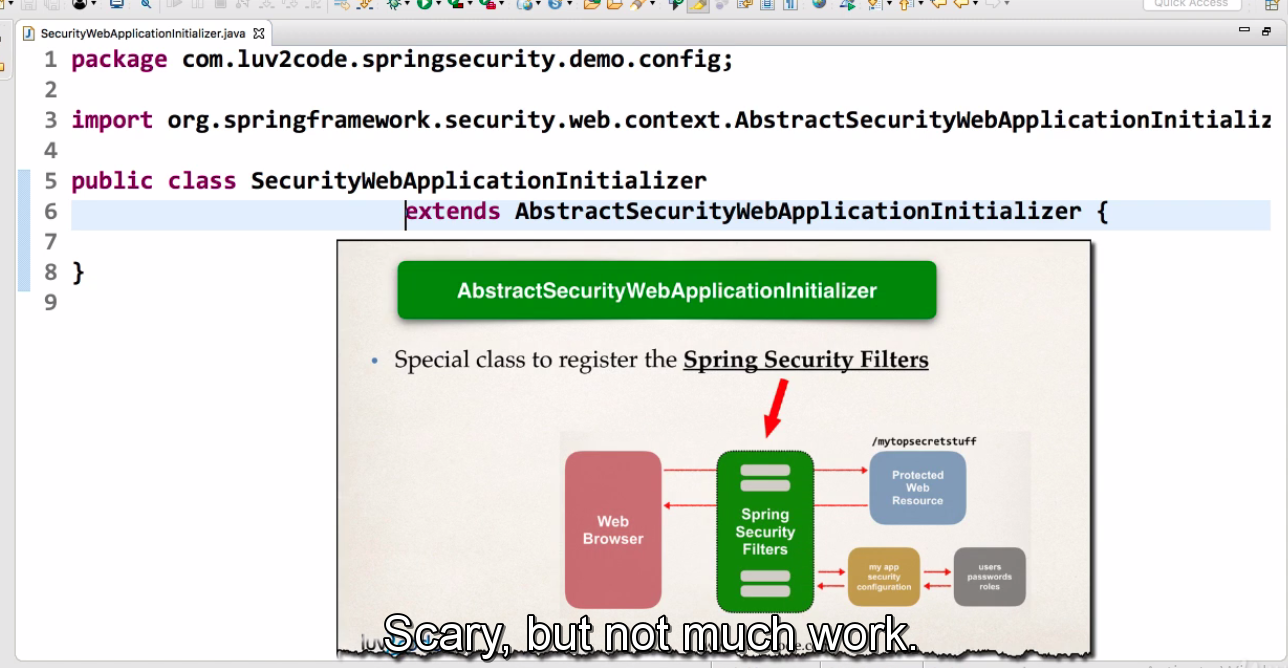 Quick Access
SecurityWebApplicationInitializer.java
1 package com.luv2code.springsecurity.demo.config;
2
3 import org.springframework.security.web.context.AbstractSecurityWebApplicationInitializ
4
5 public class SecurityWebApplicationInitializer
6 extends AbstractSecurityWebApplicationInitializer {
7
8 }
9
AbstractSecurityWebApplicationInitializer
• Special class to register the Spring Security Filters
/mytopsecretstuff
Protected
Web
Resource
Web
Browser
Spring
Security
Filters
my app
security
configuration
users
passwords
roles
Scary, but not much work.